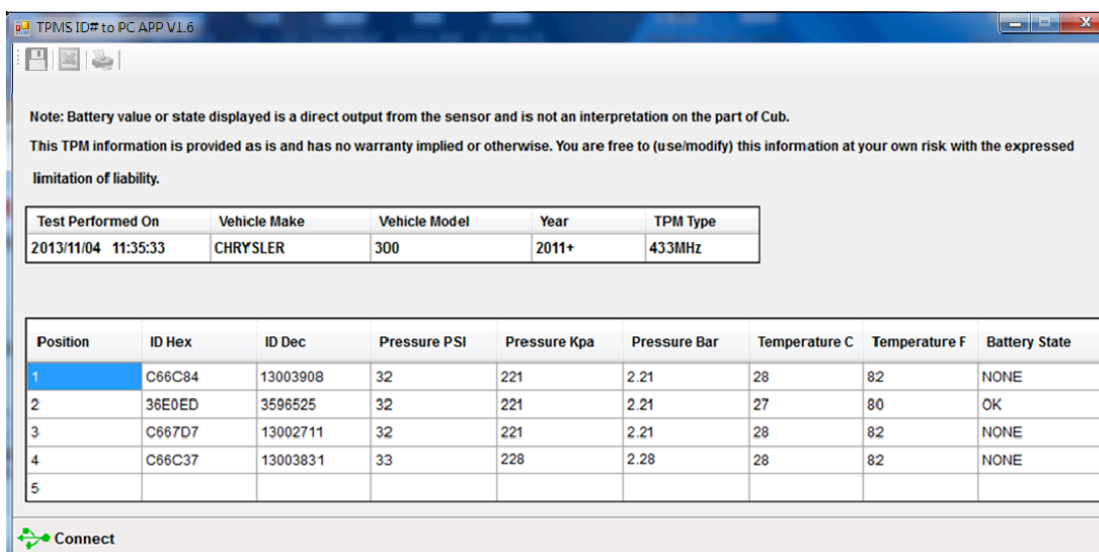 TPMS ID# to PC APP V1.6
Note: Battery value or state displayed is a direct output from the sensor and is not an interpretation on the part of Cub.
This TPM information is provided as is and has no warranty implied or otherwise. You are free to (use/modify) this information at your own risk with the expressed
limitation of liability.
Test Performed On Vehicle Make Vehicle Model Year TPM Type
2013/11/04 11:35:33 CHRYSLER 300 2011+ 433MHz
Position ID Hex ID Dec Pressure PSI Pressure Kpa Pressure Bar Temperature C Temperature F Battery State
1 C66C84 13003908 32 221 2.21 28 82 NONE
2 36E0ED 3596525 32 221 2.21 27 80 OK
3 C667D7 13002711 32 221 2.21 28 82 NONE
4 C66C37 13003831 33 228 2.28 28 82 NONE
5
Connect